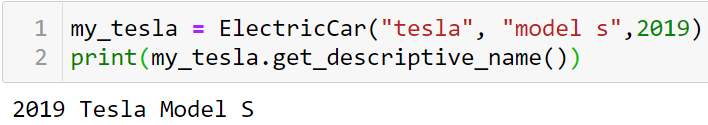 1 my_tesla = ElectricCar("tesla", "model s",2019)
2 print(my_tesla.get_descriptive_name())
2019 Tesla Model S